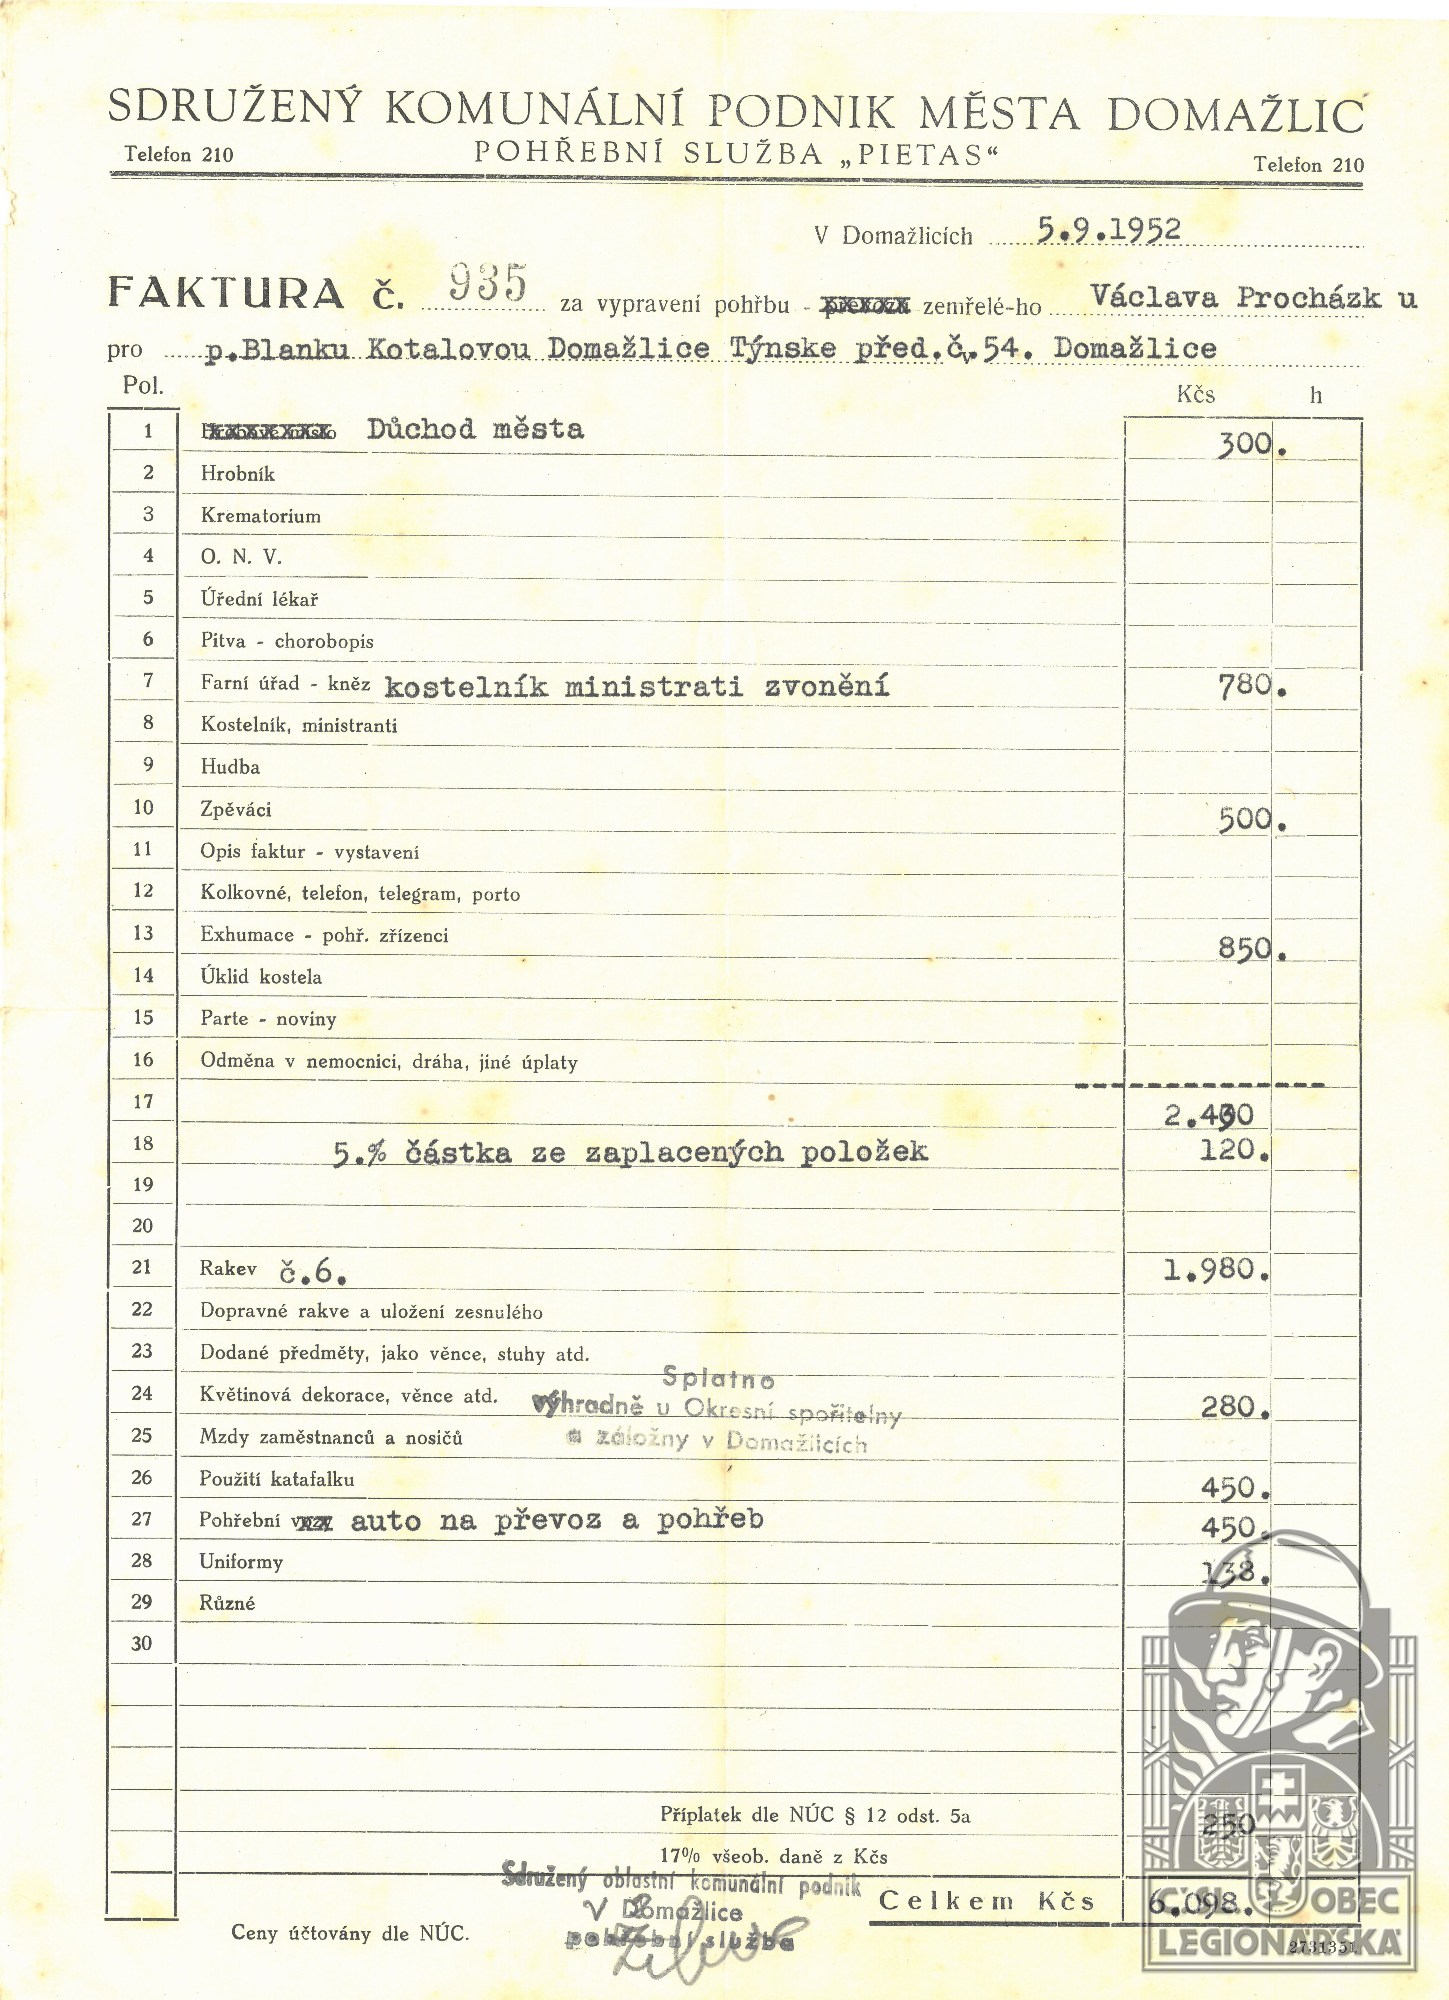 SDRUŽENÝ KOMUNÁLNÍ PODNIK MĚSTA DOMAŽLIC
Telefon 210 POHŘEBNÍ SLUŽBA „PIETAS“ Telefon 210
V Domažlicích 5.9.1952
FAKTURA č. 935 za vypravení pohřbu - zemřelé-ho Václava Procházk u
pro p.Blanku Kotalovou Domažlice Týnske před.čv.54. Domažlice
Pol. Kčs h
1 Důchod města 300.
2 Hrobník
3 Krematorium
4 O. N. V.
5 Úřední lékař
6 Pitva - chorobopis
7 Farní úřad - kněz kostelník ministrati zvonění 780.
8 Kostelník, ministranti
9 Hudba
10 Zpěváci 500.
11 Opis faktur - vystavení
12 Kolkovné, telefon, telegram, porto
13 Exhumace - pohř. zřízenci 850.
14 Úklid kostela
15 Parte - noviny
16 Odměna v nemocnici, dráha, jiné úplaty
17 2.430
18 5.% částka ze zaplacených položek 120.
19
20
21 Rakev č.6. 1.980.
22 Dopravné rakve a uložení zesnulého
23 Dodané předměty, jako věnce, stuhy atd.
Splatno
24 Květinová dekorace, věnce atd. výhradně u Okresní spořitelny 280.
25 Mzdy zaměstnanců a nosičů a záložny v Domažlicích
26 Použití katafalku 450.
27 Pohřební auto na převoz a pohřeb 450.
28 Uniformy 138.
29 Různé
30
Příplatek dle NÚC § 12 odst. 5a 250
17% všeob. daně z Kčs
Sdružený oblastní komunální podnik
Celkem Kčs 6.098.
V Domažlice
Ceny účtovány dle NÚC. pohřební služba
2731351
ČS OBEC
LEGIONÁŘSKÁ